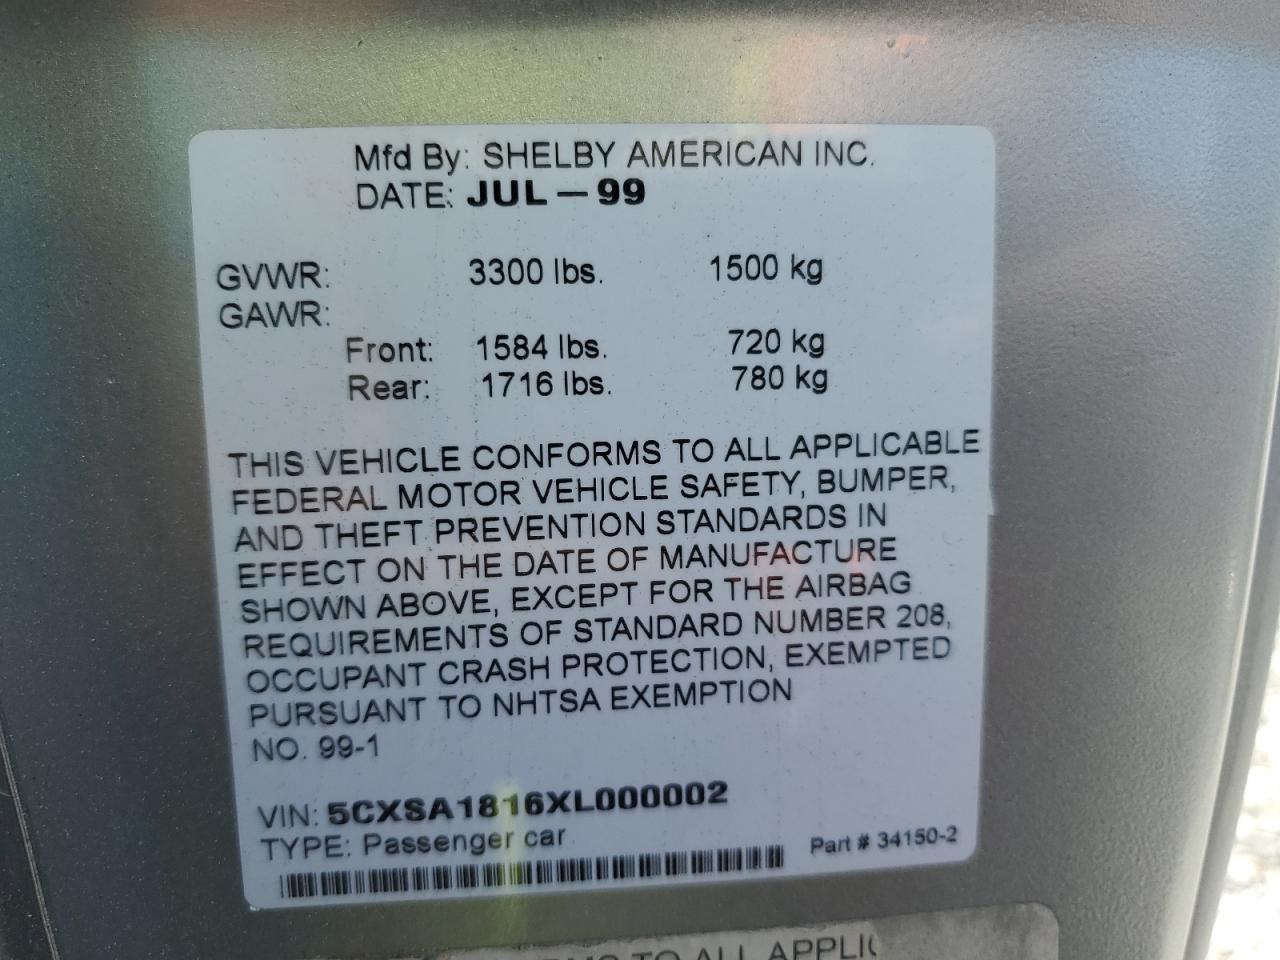 Mfd By: SHELBY AMERICAN INC.
DATE: JUL — 99
GVWR: 3300 lbs. 1500 kg
GAWR:
Front: 1584 lbs. 720 kg
Rear: 1716 lbs. 780 kg
THIS VEHICLE CONFORMS TO ALL APPLICABLE
FEDERAL MOTOR VEHICLE SAFETY, BUMPER,
AND THEFT PREVENTION STANDARDS IN
EFFECT ON THE DATE OF MANUFACTURE
SHOWN ABOVE, EXCEPT FOR THE AIRBAG
REQUIREMENTS OF STANDARD NUMBER 208,
OCCUPANT CRASH PROTECTION, EXEMPTED
PURSUANT TO NHTSA EXEMPTION
NO. 99-1
VIN: 5CXSA1816XL000002
TYPE: Passenger car
Part # 34150-2
TO ALL